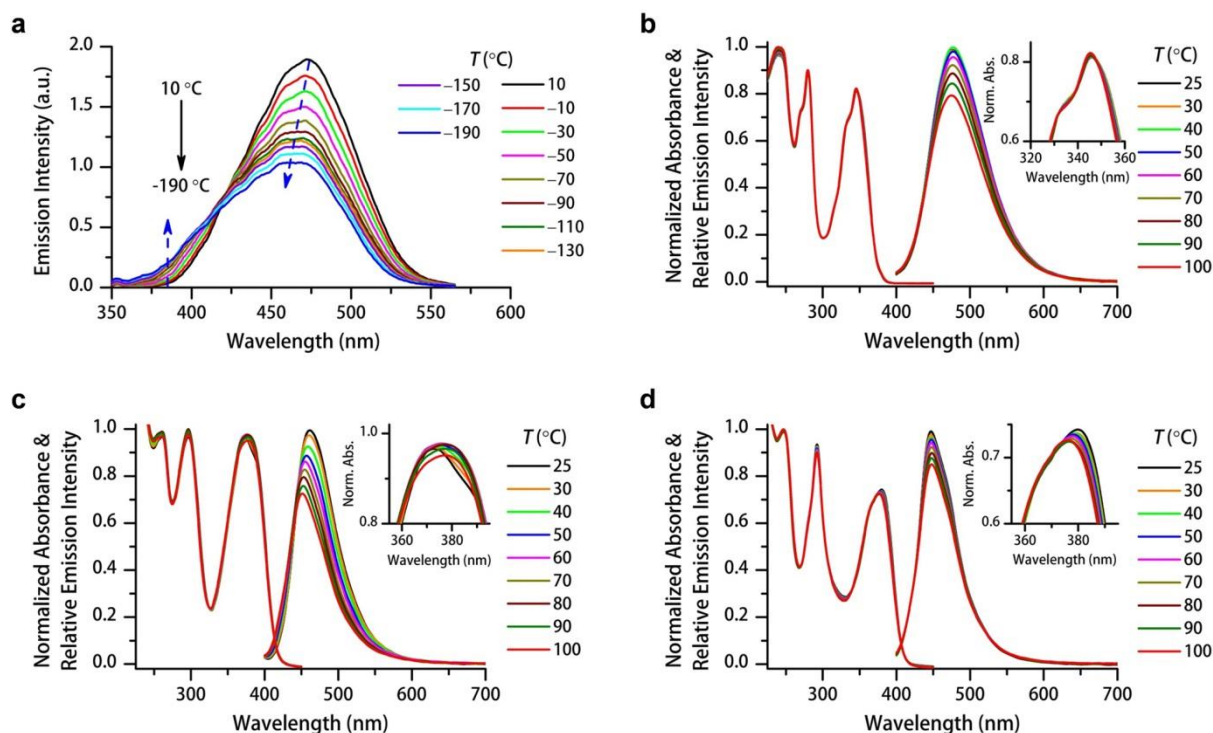 a
2.0
1.5
1.0
0.5
0.0
Emission Intensity (a.u.)
350 400 450 500 550 600
Wavelength (nm)
10 °C
-190 °C
T (°C)
−150
−170
−190
10
−10
−30
−50
−70
−90
−110
−130
b
1.0
0.8
0.6
0.4
0.2
0.0
Normalized Absorbance &
Relative Emission Intensity
300 400 500 600 700
Wavelength (nm)
Norm. Abs.
0.8
0.6
320 340 360
Wavelength (nm)
T (°C)
25
30
40
50
60
70
80
90
100
c
1.0
0.8
0.6
0.4
0.2
0.0
Normalized Absorbance &
Relative Emission Intensity
200 300 400 500 600 700
Wavelength (nm)
Norm. Abs.
1.0
0.9
0.8
360 380
Wavelength (nm)
T (°C)
25
30
40
50
60
70
80
90
100
d
1.0
0.8
0.6
0.4
0.2
0.0
Normalized Absorbance &
Relative Emission Intensity
300 400 500 600 700
Wavelength (nm)
Norm. Abs.
0.7
0.6
360 380
Wavelength (nm)
T (°C)
25
30
40
50
60
70
80
90
100